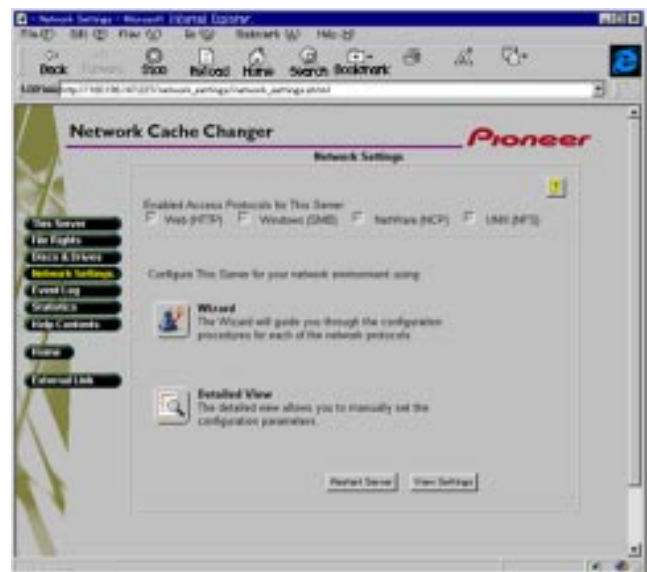 Network Settings - Microsoft Internet Explorer
Back Forward Stop Reload Home Search Bookmark
Network Cache Changer
Pioneer
Network Settings
Enabled Access Protocols for This Server
Web (HTTP) Windows (SMB) NetWare (NCP) UNIX (NFS)
This Server
File Rights
Discs & Drives
Network Settings
Event Log
Statistics
Help Contents
Home
External Link
Configure This Server for your network environment using
Wizard
The Wizard will guide you through the configuration
procedures for each of the network protocols
Detailed View
The detailed view allows you to manually set the
configuration parameters.
Restart Server View Settings